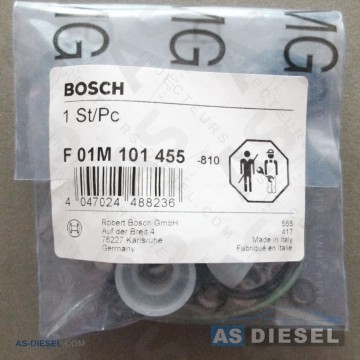 BOSCH
1 St/Pc
F 01M 101 455 -810
4 047024 488236
Robert Bosch GmbH
Auf der Breit 4
76227 Karlsruhe
Germany
555
417
Made in Italy
Fabriqué en Italie
AS-DIESEL.COM
AS DIESEL